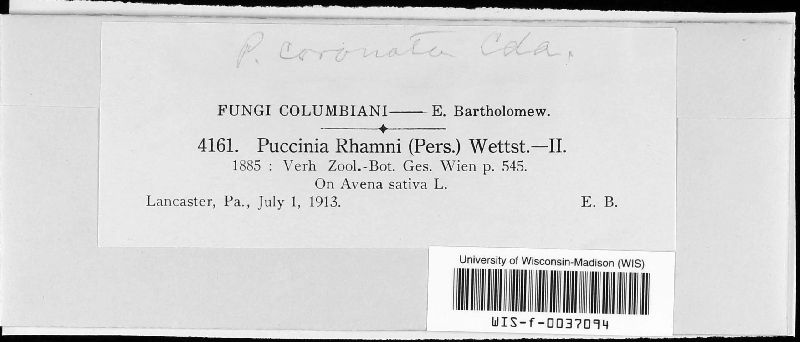 P. coronata Cda.
FUNGI COLUMBIANI—— E. Bartholomew.
4161. Puccinia Rhamni (Pers.) Wettst.—II.
1885 : Verh Zool.-Bot. Ges. Wien p. 545.
On Avena sativa L.
Lancaster, Pa., July 1, 1913. E. B.
University of Wisconsin-Madison (WIS)
WIS-f-0037094